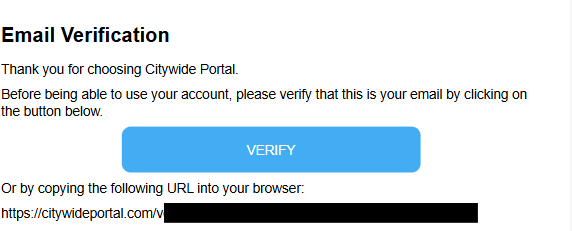 Email Verification
Thank you for choosing Citywide Portal.
Before being able to use your account, please verify that this is your email by clicking on
the button below.
VERIFY
Or by copying the following URL into your browser:
https://citywideportal.com/v